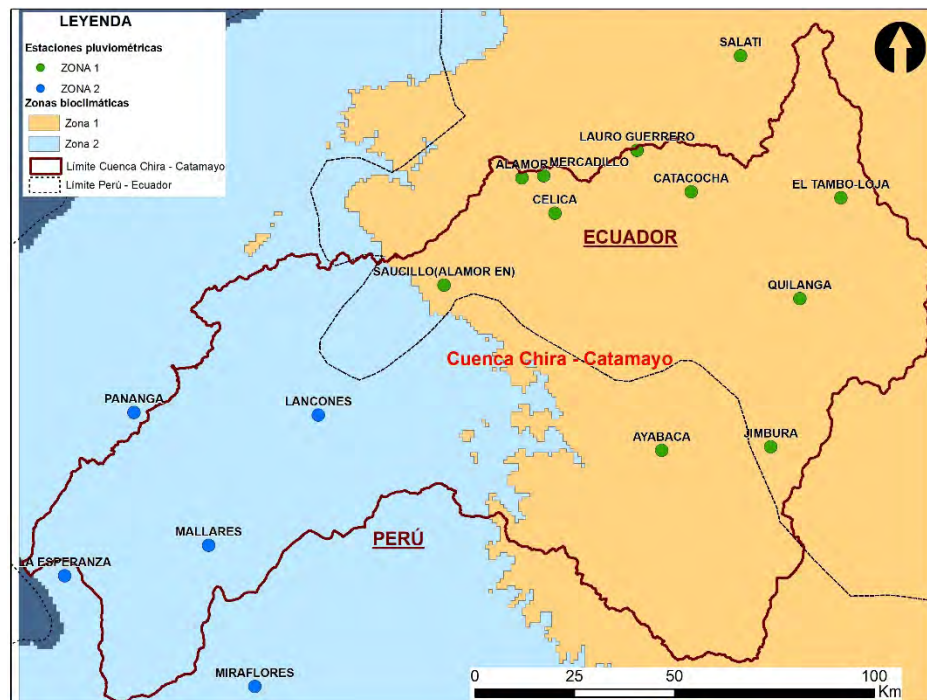 LEYENDA
Estaciones pluviométricas
ZONA 1
ZONA 2
Zonas bioclimáticas
Zona 1
Zona 2
Límite Cuenca Chira - Catamayo
Límite Perú - Ecuador
SALATI
LAURO GUERRERO
ALAMOR
MERCADILLO
CATACOCHA
EL TAMBO-LOJA
CELICA
ECUADOR
SAUCILLO(ALAMOR EN)
QUILANGA
Cuenca Chira - Catamayo
PANANGA
LANCONES
AYABACA
JIMBURA
MALLARES
PERÚ
LA ESPERANZA
MIRAFLORES
0 25 50 100
Km